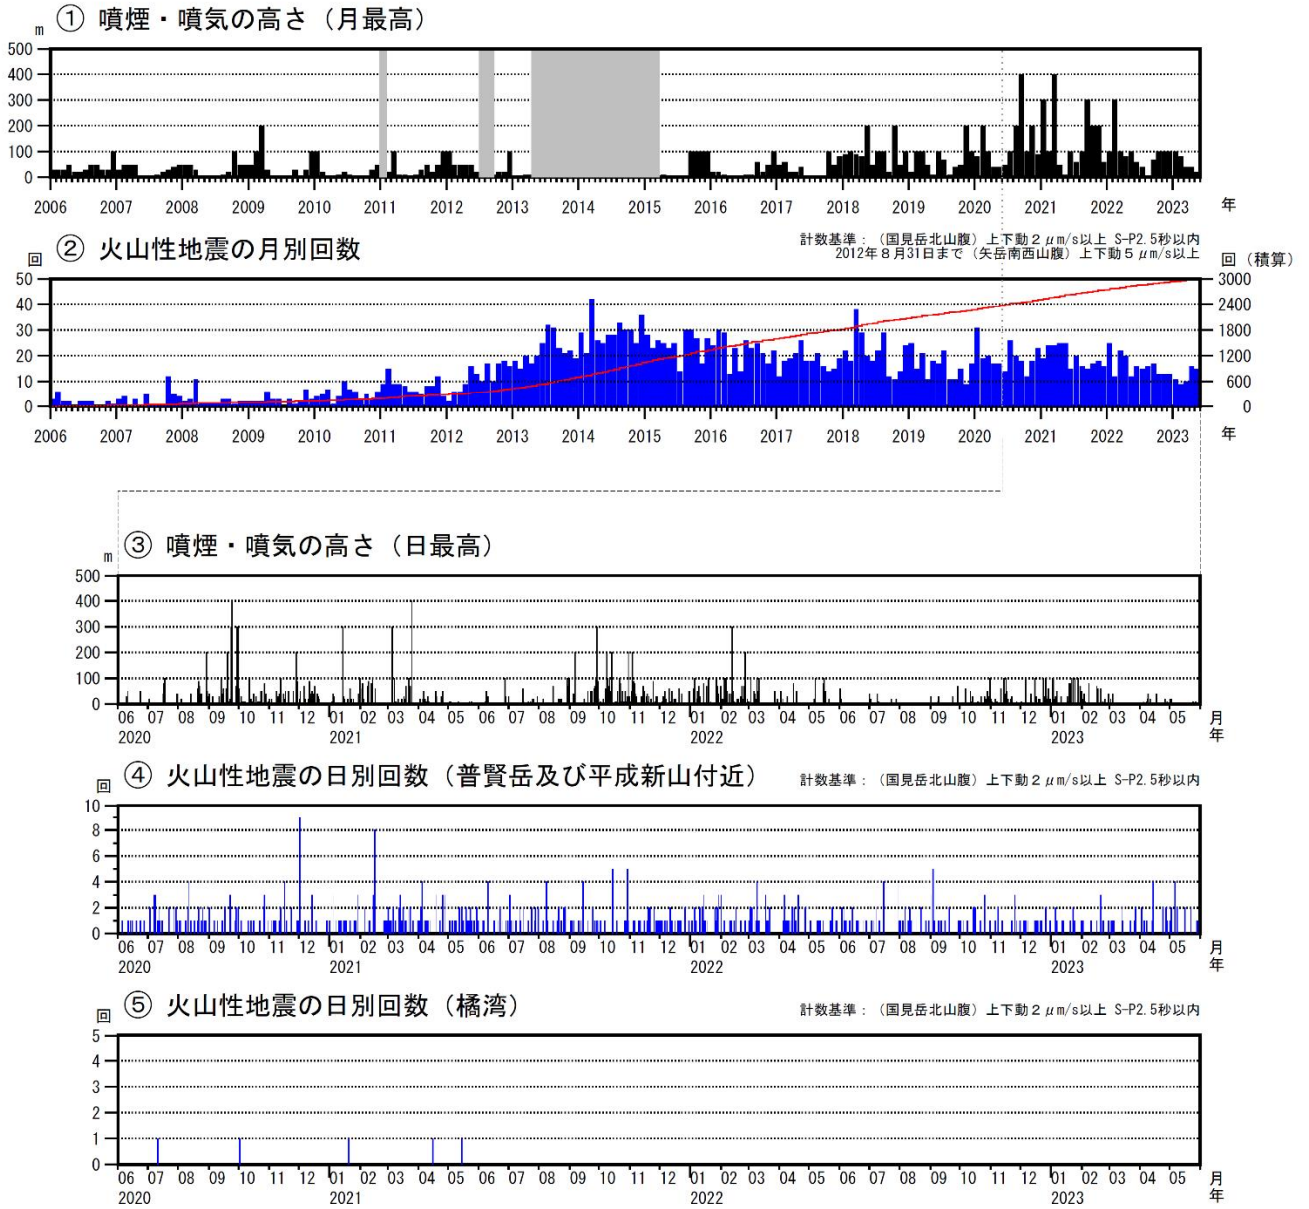 ① 噴煙・噴気の高さ（月最高）
m
500
400
300
200
100
0
2006 2007 2008 2009 2010 2011 2012 2013 2014 2015 2016 2017 2018 2019 2020 2021 2022 2023 年
② 火山性地震の月別回数
計数基準：（国見岳北山腹）上下動２μm/s以上 S-P2.5秒以内
2012年８月31日まで（矢岳南西山腹）上下動５μm/s以上
回
回（積算）
50 3000
40 2400
30 1800
20 1200
10 600
0 0
2006 2007 2008 2009 2010 2011 2012 2013 2014 2015 2016 2017 2018 2019 2020 2021 2022 2023 年
③ 噴煙・噴気の高さ（日最高）
m
500
400
300
200
100
0
06 07 08 09 10 11 12 01 02 03 04 05 06 07 08 09 10 11 12 01 02 03 04 05 06 07 08 09 10 11 12 01 02 03 04 05 月
2020 2021 2022 2023 年
④ 火山性地震の日別回数（普賢岳及び平成新山付近）
計数基準：（国見岳北山腹）上下動２μm/s以上 S-P2.5秒以内
回
10
8
6
4
2
0
06 07 08 09 10 11 12 01 02 03 04 05 06 07 08 09 10 11 12 01 02 03 04 05 06 07 08 09 10 11 12 01 02 03 04 05 月
2020 2021 2022 2023 年
⑤ 火山性地震の日別回数（橘湾）
計数基準：（国見岳北山腹）上下動２μm/s以上 S-P2.5秒以内
回
5
4
3
2
1
0
06 07 08 09 10 11 12 01 02 03 04 05 06 07 08 09 10 11 12 01 02 03 04 05 06 07 08 09 10 11 12 01 02 03 04 05 月
2020 2021 2022 2023 年